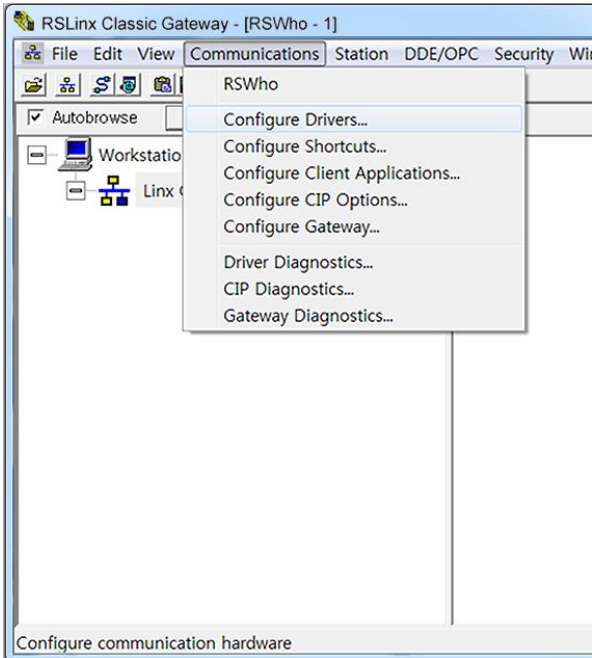 RSLinx Classic Gateway - [RSWho - 1]
File Edit View Communications Station DDE/OPC Security
Autobrowse
RSWho
Configure Drivers...
Configure Shortcuts...
Configure Client Applications...
Configure CIP Options...
Configure Gateway...
Driver Diagnostics...
CIP Diagnostics...
Gateway Diagnostics...
Workstatio
Linx
Configure communication hardware